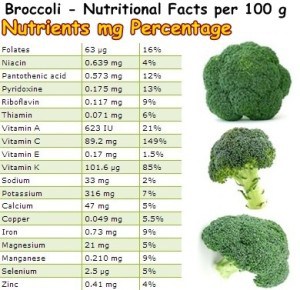 Broccoli - Nutritional Facts per 100 g
Nutrients mg Percentage
Folates 63 µg 16%
Niacin 0.639 mg 4%
Pantothenic acid 0.573 mg 12%
Pyridoxine 0.175 mg 13%
Riboflavin 0.117 mg 9%
Thiamin 0.071 mg 6%
Vitamin A 623 IU 21%
Vitamin C 89.2 mg 149%
Vitamin E 0.17 mg 1.5%
Vitamin K 101.6 µg 85%
Sodium 33 mg 2%
Potassium 316 mg 7%
Calcium 47 mg 5%
Copper 0.049 mg 5.5%
Iron 0.73 mg 9%
Magnesium 21 mg 5%
Manganese 0.210 mg 9%
Selenium 2.5 µg 5%
Zinc 0.41 mg 4%